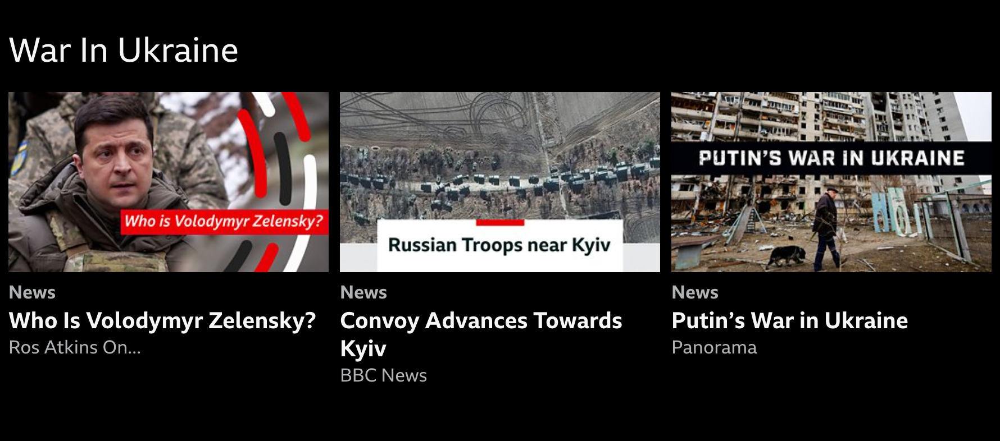 War In Ukraine
Who is Volodymyr Zelensky?
News
Who Is Volodymyr Zelensky?
Ros Atkins On...
Russian Troops near Kyiv
News
Convoy Advances Towards
Kyiv
BBC News
PUTIN'S WAR IN UKRAINE
News
Putin’s War in Ukraine
Panorama